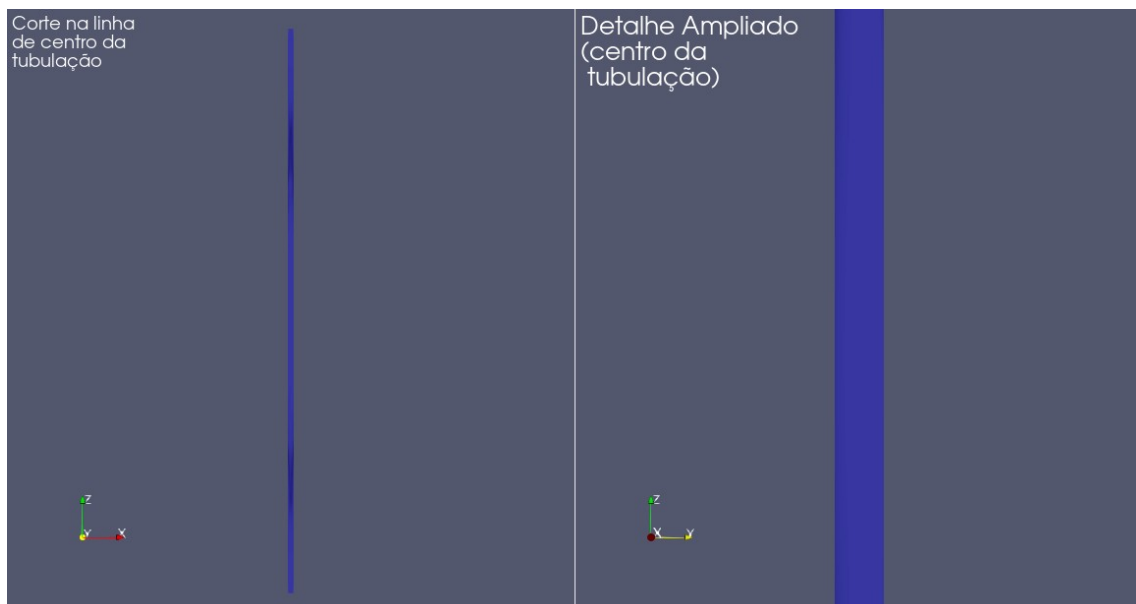 Corte na linha
de centro da
tubulação
Detalhe Ampliado
(centro da
tubulação)
Z
Y
X
Z
X
Y